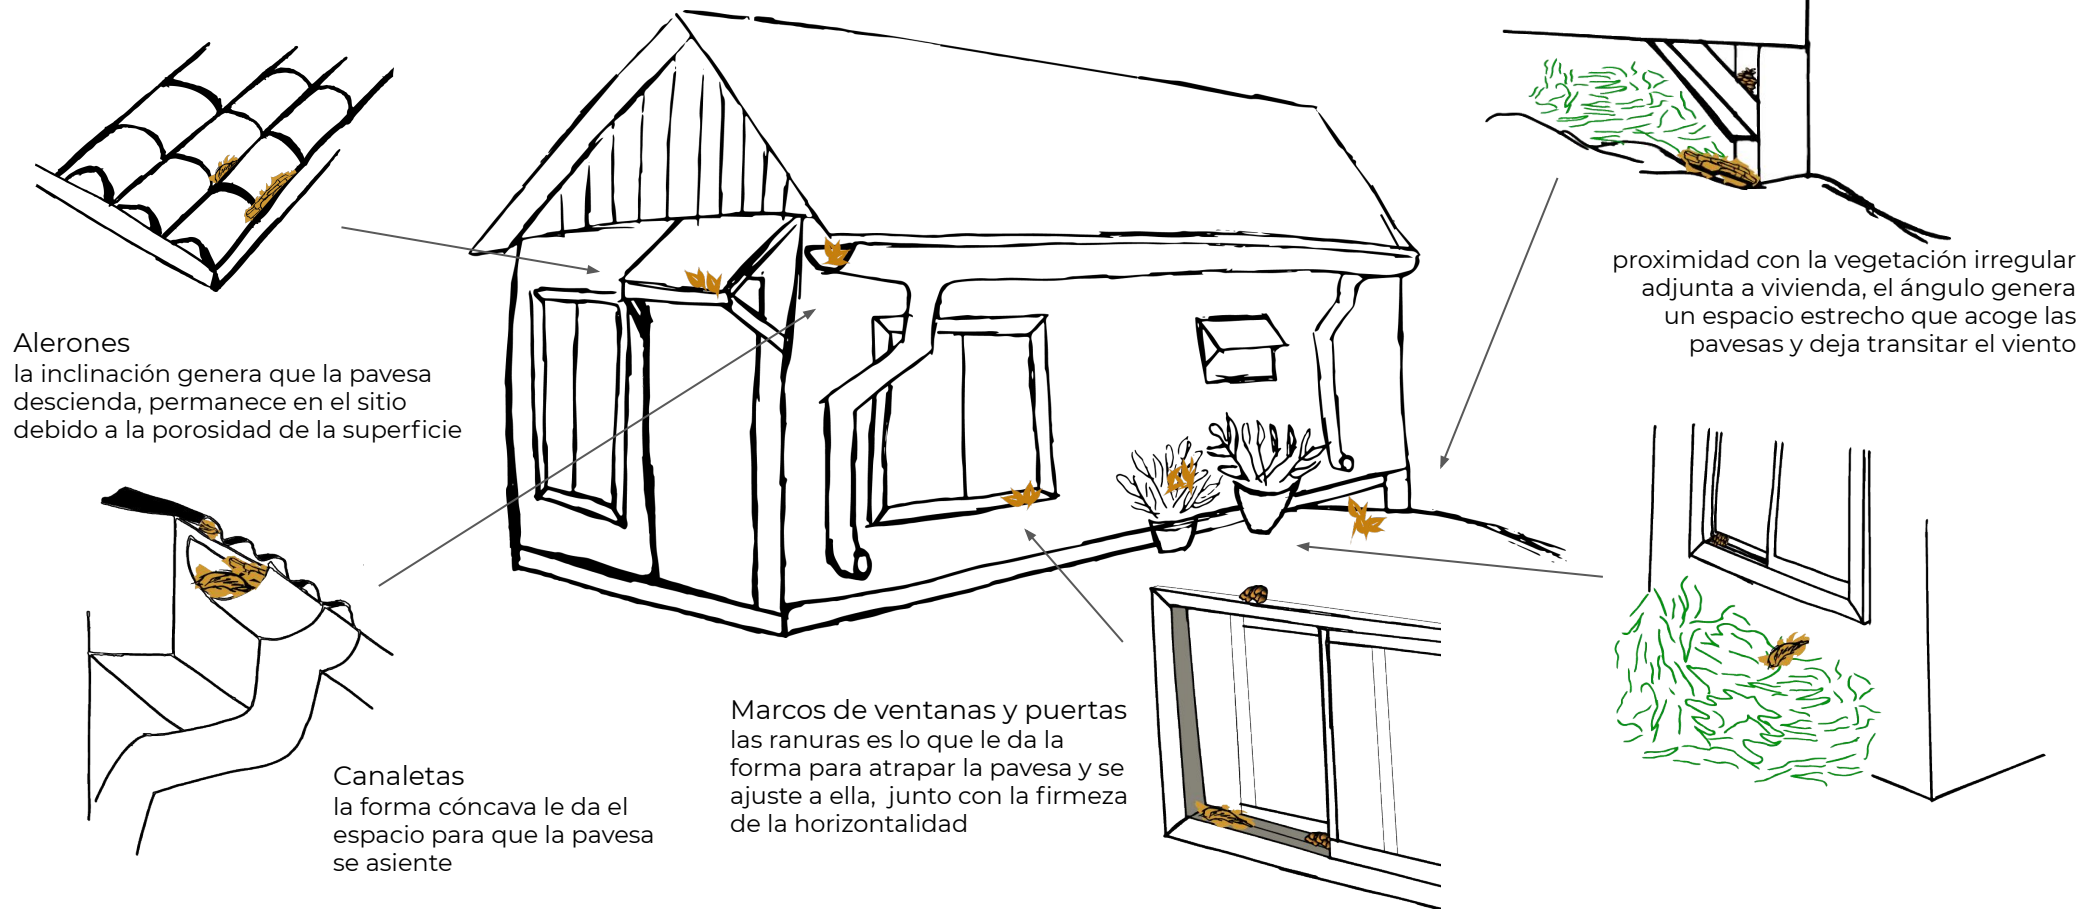 Alerones
la inclinación genera que la pavesa
descienda, permanece en el sitio
debido a la porosidad de la superficie
proximidad con la vegetación irregular
adjunta a vivienda, el ángulo genera
un espacio estrecho que acoge las
pavesas y deja transitar el viento
Canaletas
la forma cóncava le da el
espacio para que la pavesa
se asiente
Marcos de ventanas y puertas
las ranuras es lo que le da la
forma para atrapar la pavesa y se
ajuste a ella, junto con la firmeza
de la horizontalidad